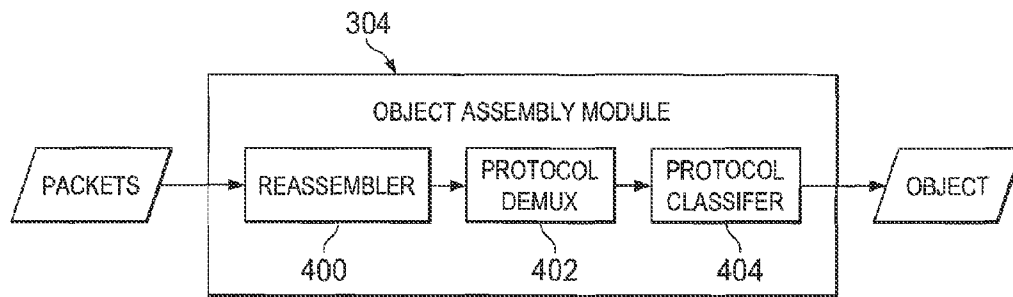 304
OBJECT ASSEMBLY MODULE
PACKETS
REASSEMBLER
PROTOCOL
DEMUX
PROTOCOL
CLASSIFER
OBJECT
400
402
404